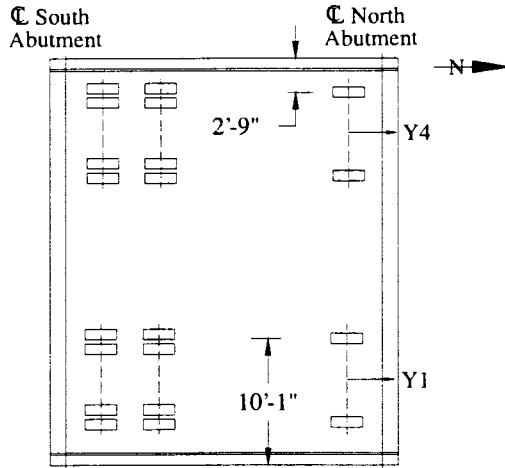 ℄ South
Abutment
℄ North
Abutment
N
2'-9"
Y4
10'-1"
Y1